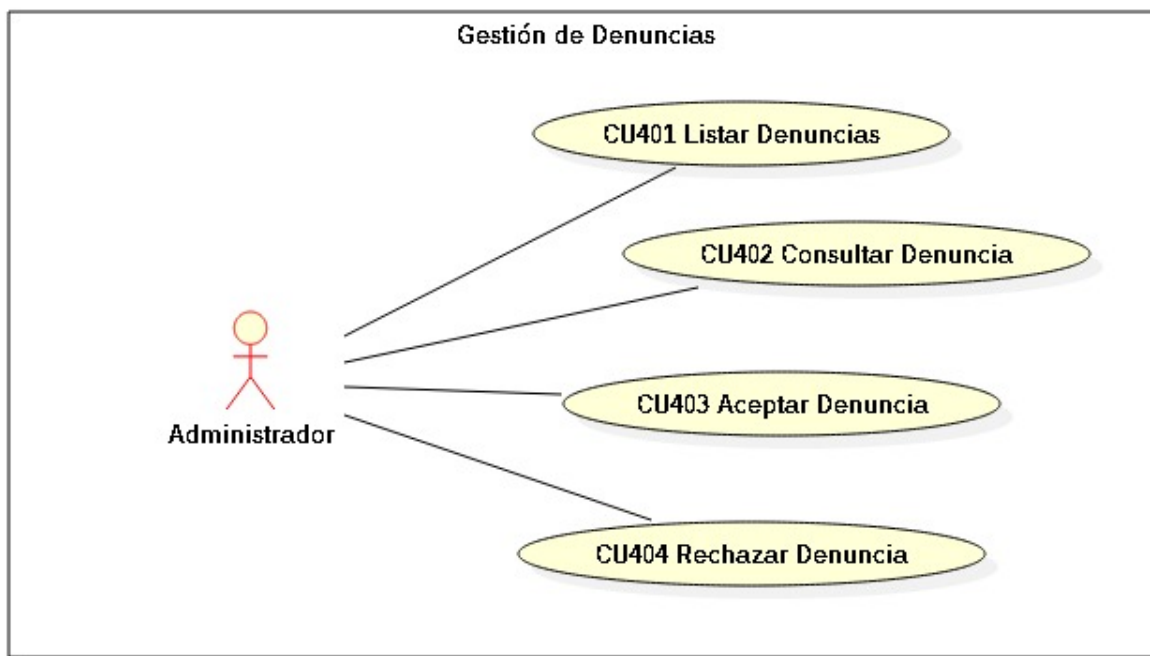 Gestión de Denuncias
CU401 Listar Denuncias
CU402 Consultar Denuncia
CU403 Aceptar Denuncia
Administrador
CU404 Rechazar Denuncia